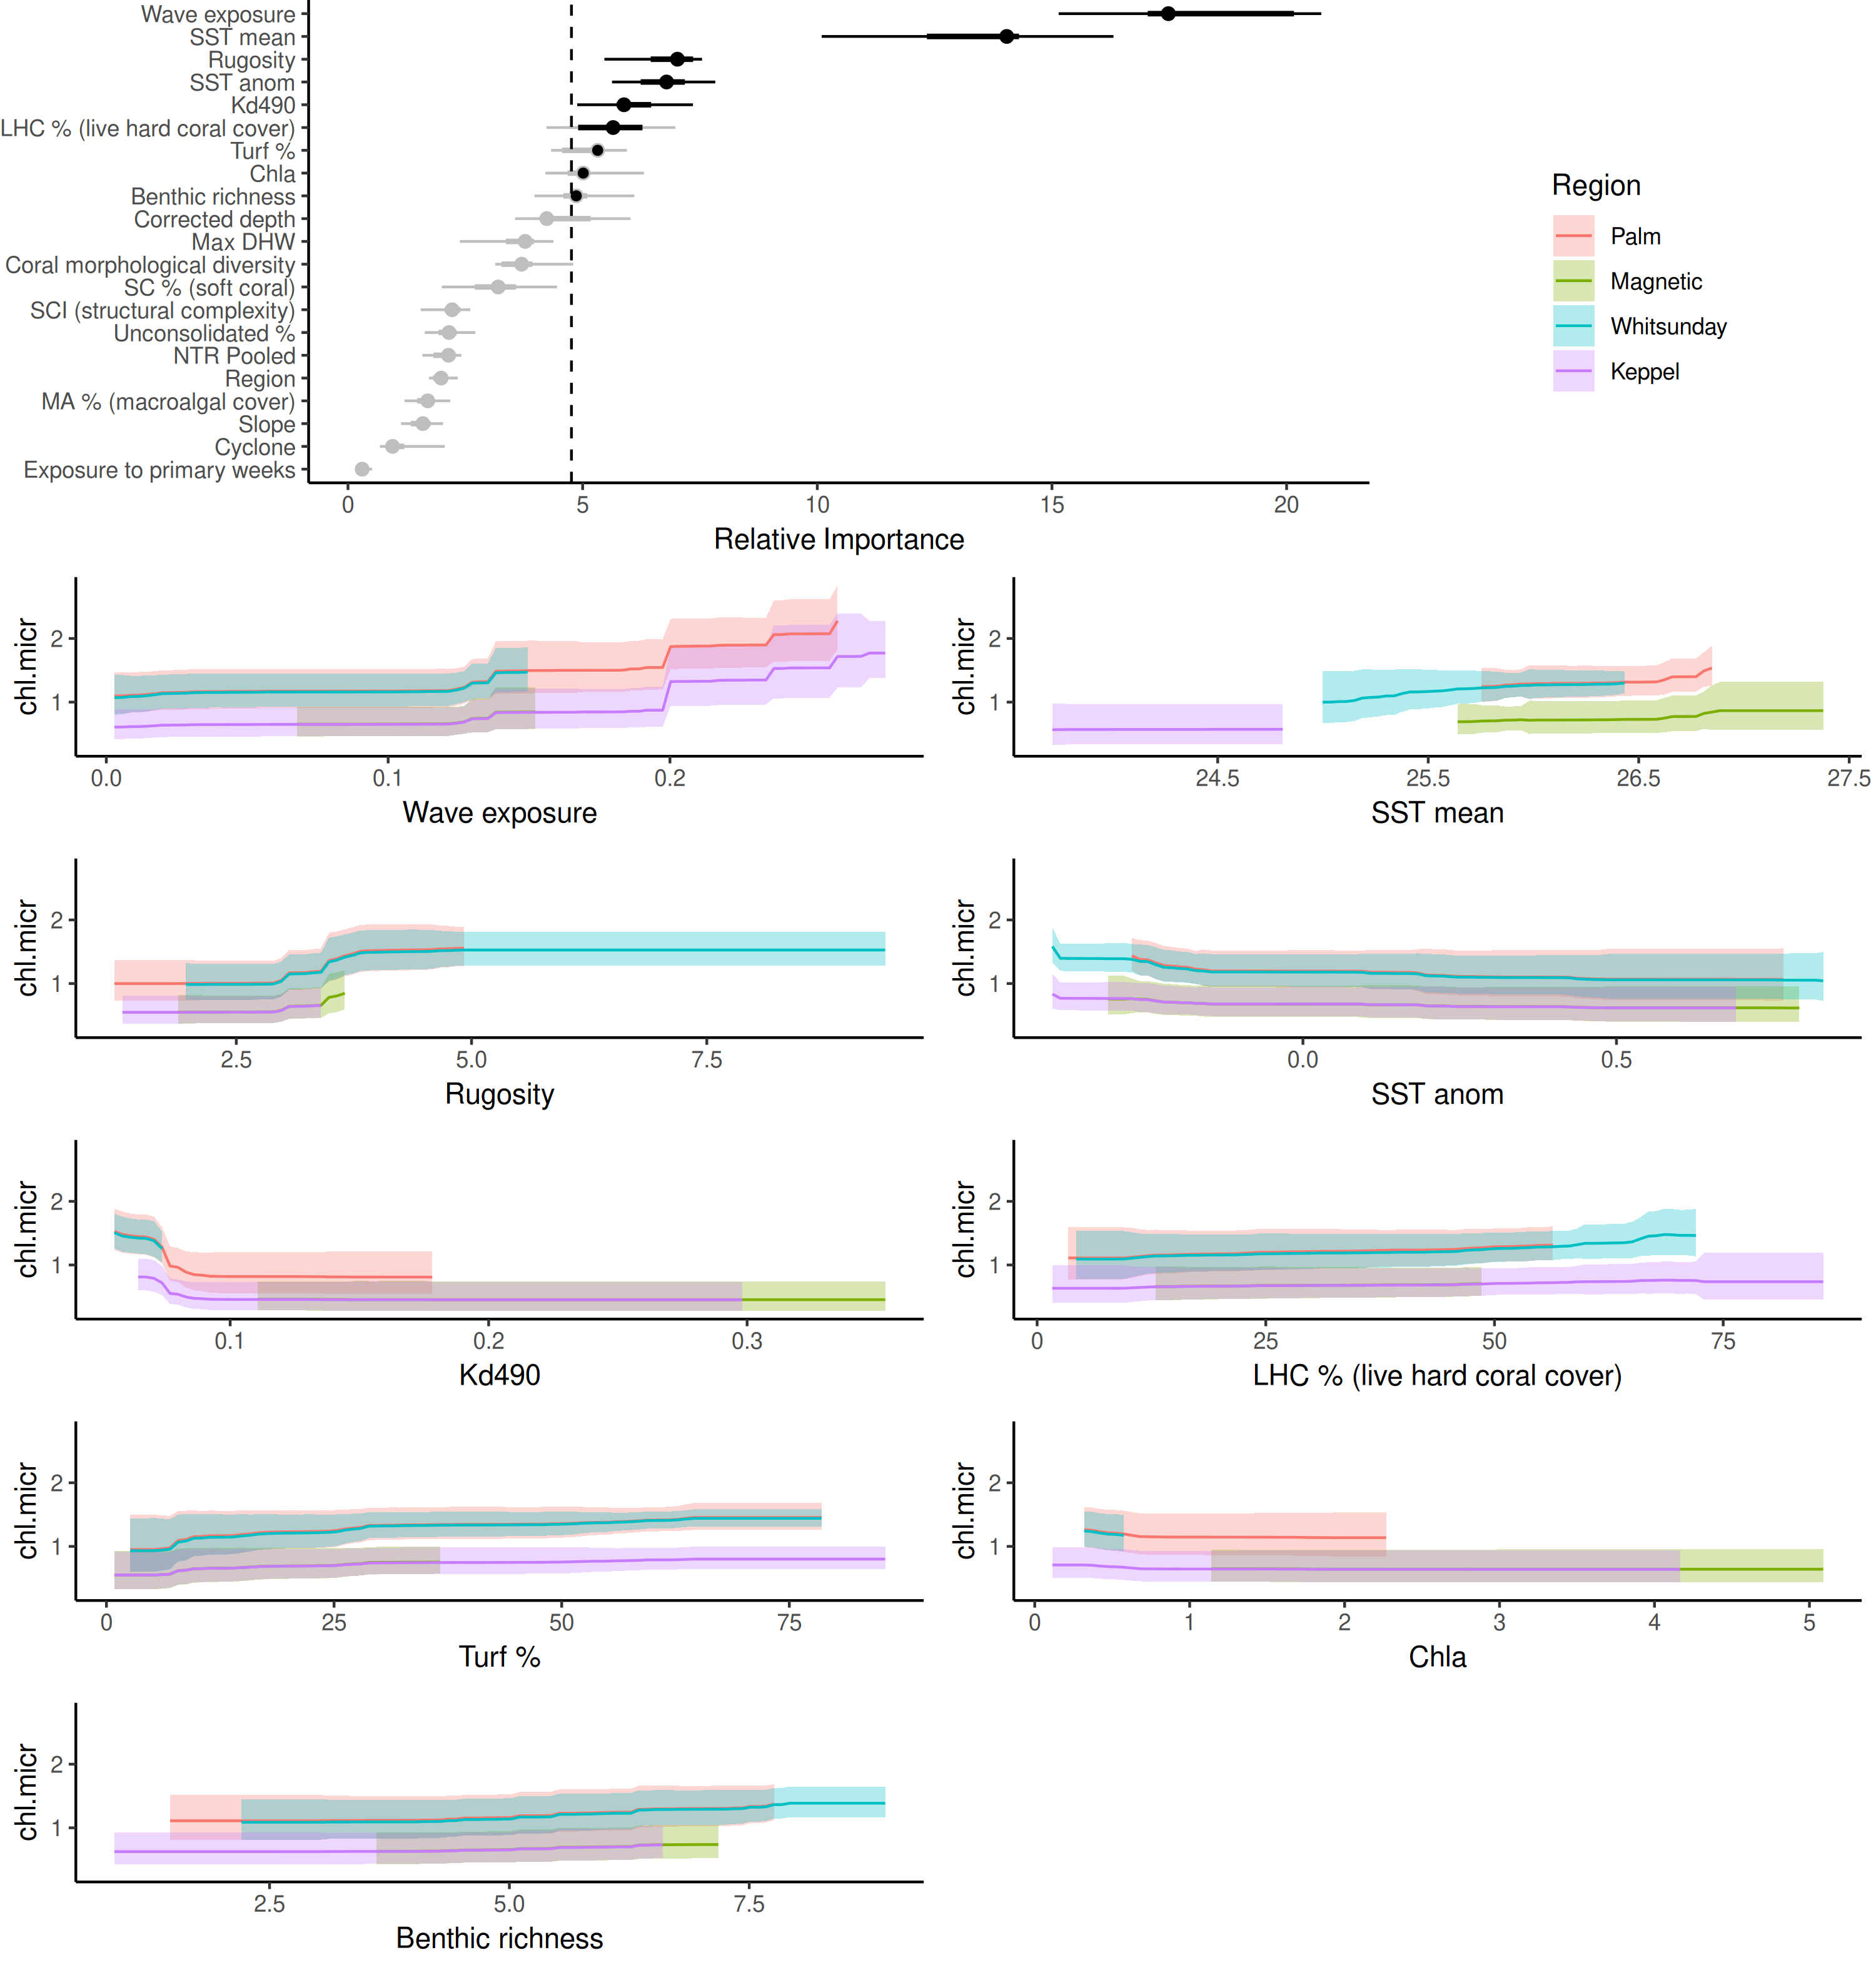 Wave exposure
SST mean
Rugosity
SST anom
Kd490
LHC % (live hard coral cover)
Turf %
Chla
Benthic richness
Corrected depth
Max DHW
Coral morphological diversity
SC % (soft coral)
SCI (structural complexity)
Unconsolidated %
NTR Pooled
Region
MA % (macroalgal cover)
Slope
Cyclone
Exposure to primary weeks
0 5 10 15 20
Relative Importance
Region
Palm
Magnetic
Whitsunday
Keppel
chl.micr
2
1
0.0 0.1 0.2
Wave exposure
chl.micr
2
1
24.5 25.5 26.5 27.5
SST mean
chl.micr
2
1
2.5 5.0 7.5
Rugosity
chl.micr
2
1
0.0 0.5
SST anom
chl.micr
2
1
0.1 0.2 0.3
Kd490
chl.micr
2
1
0 25 50 75
LHC % (live hard coral cover)
chl.micr
2
1
0 25 50 75
Turf %
chl.micr
2
1
0 1 2 3 4 5
Chla
chl.micr
2
1
2.5 5.0 7.5
Benthic richness